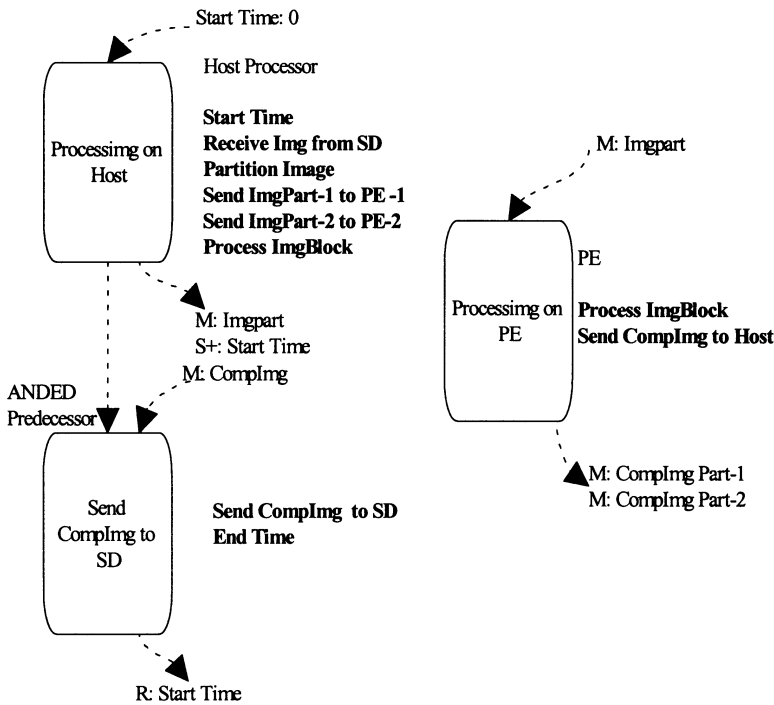 Start Time: 0
Host Processor
Processimg on
Host
Start Time
Receive Img from SD
Partition Image
Send ImgPart-1 to PE -1
Send ImgPart-2 to PE-2
Process ImgBlock
M: Imgpart
S+: Start Time
M: CompImg
ANDED
Predecessor
Send
CompImg to
SD
Send CompImg to SD
End Time
R: Start Time
M: Imgpart
PE
Processimg on
PE
Process ImgBlock
Send CompImg to Host
M: CompImg Part-1
M: CompImg Part-2